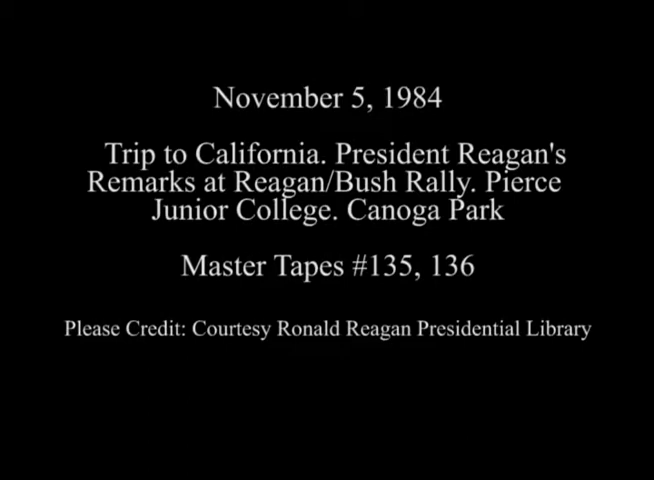 November 5, 1984
Trip to California. President Reagan's
Remarks at Reagan/Bush Rally. Pierce
Junior College. Canoga Park
Master Tapes #135, 136
Please Credit: Courtesy Ronald Reagan Presidential Library